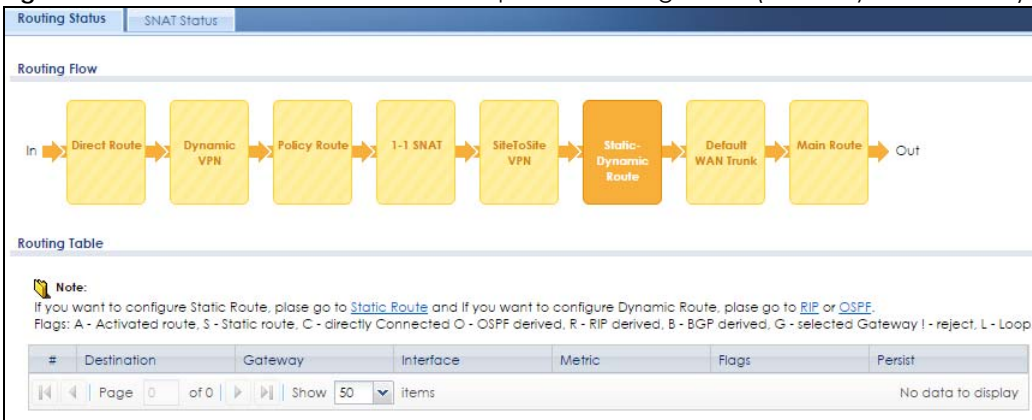 Routing Status
SNAT Status
Routing Flow
In
Direct Route
Dynamic
VPN
Policy Route
1-1 SNAT
SiteToSite
VPN
Static-
Dynamic
Route
Default
WAN Trunk
Main Route
Out
Routing Table
Note:
If you want to configure Static Route, plase go to Static Route and If you want to configure Dynamic Route, plase go to RIP or OSPF.
Flags: A - Activated route, S - Static route, C - directly Connected O - OSPF derived, R - RIP derived, B - BGP derived, G - selected Gateway ! - reject, L - Loop
# Destination Gateway Interface Metric Flags Persist
Page 0 of 0 Show 50 items No data to display